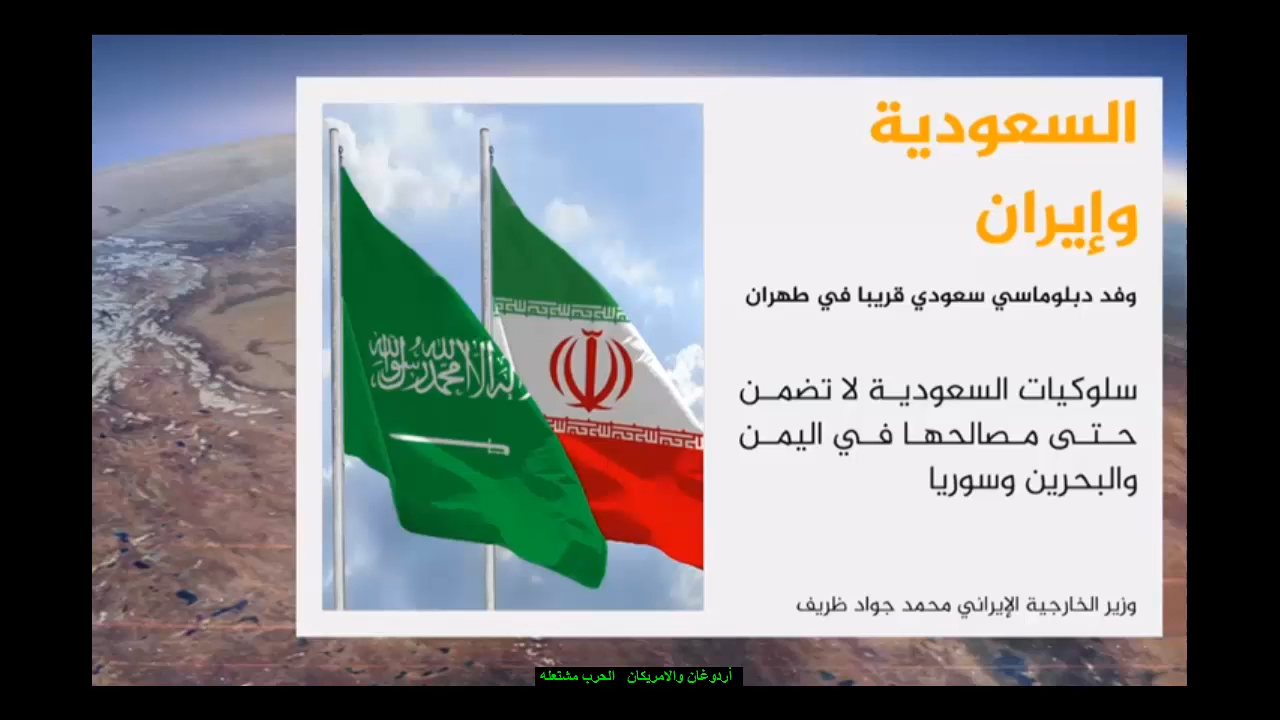 السعودية
وإيران
وفد دبلوماسي سعودي قريبا في طهران
سلوكيات السعودية لا تضمن
حتى مصالحها في اليمن
والبحرين وسوريا
وزير الخارجية الإيراني محمد جواد ظريف
أردوغان والامريكان الحرب مشتعله